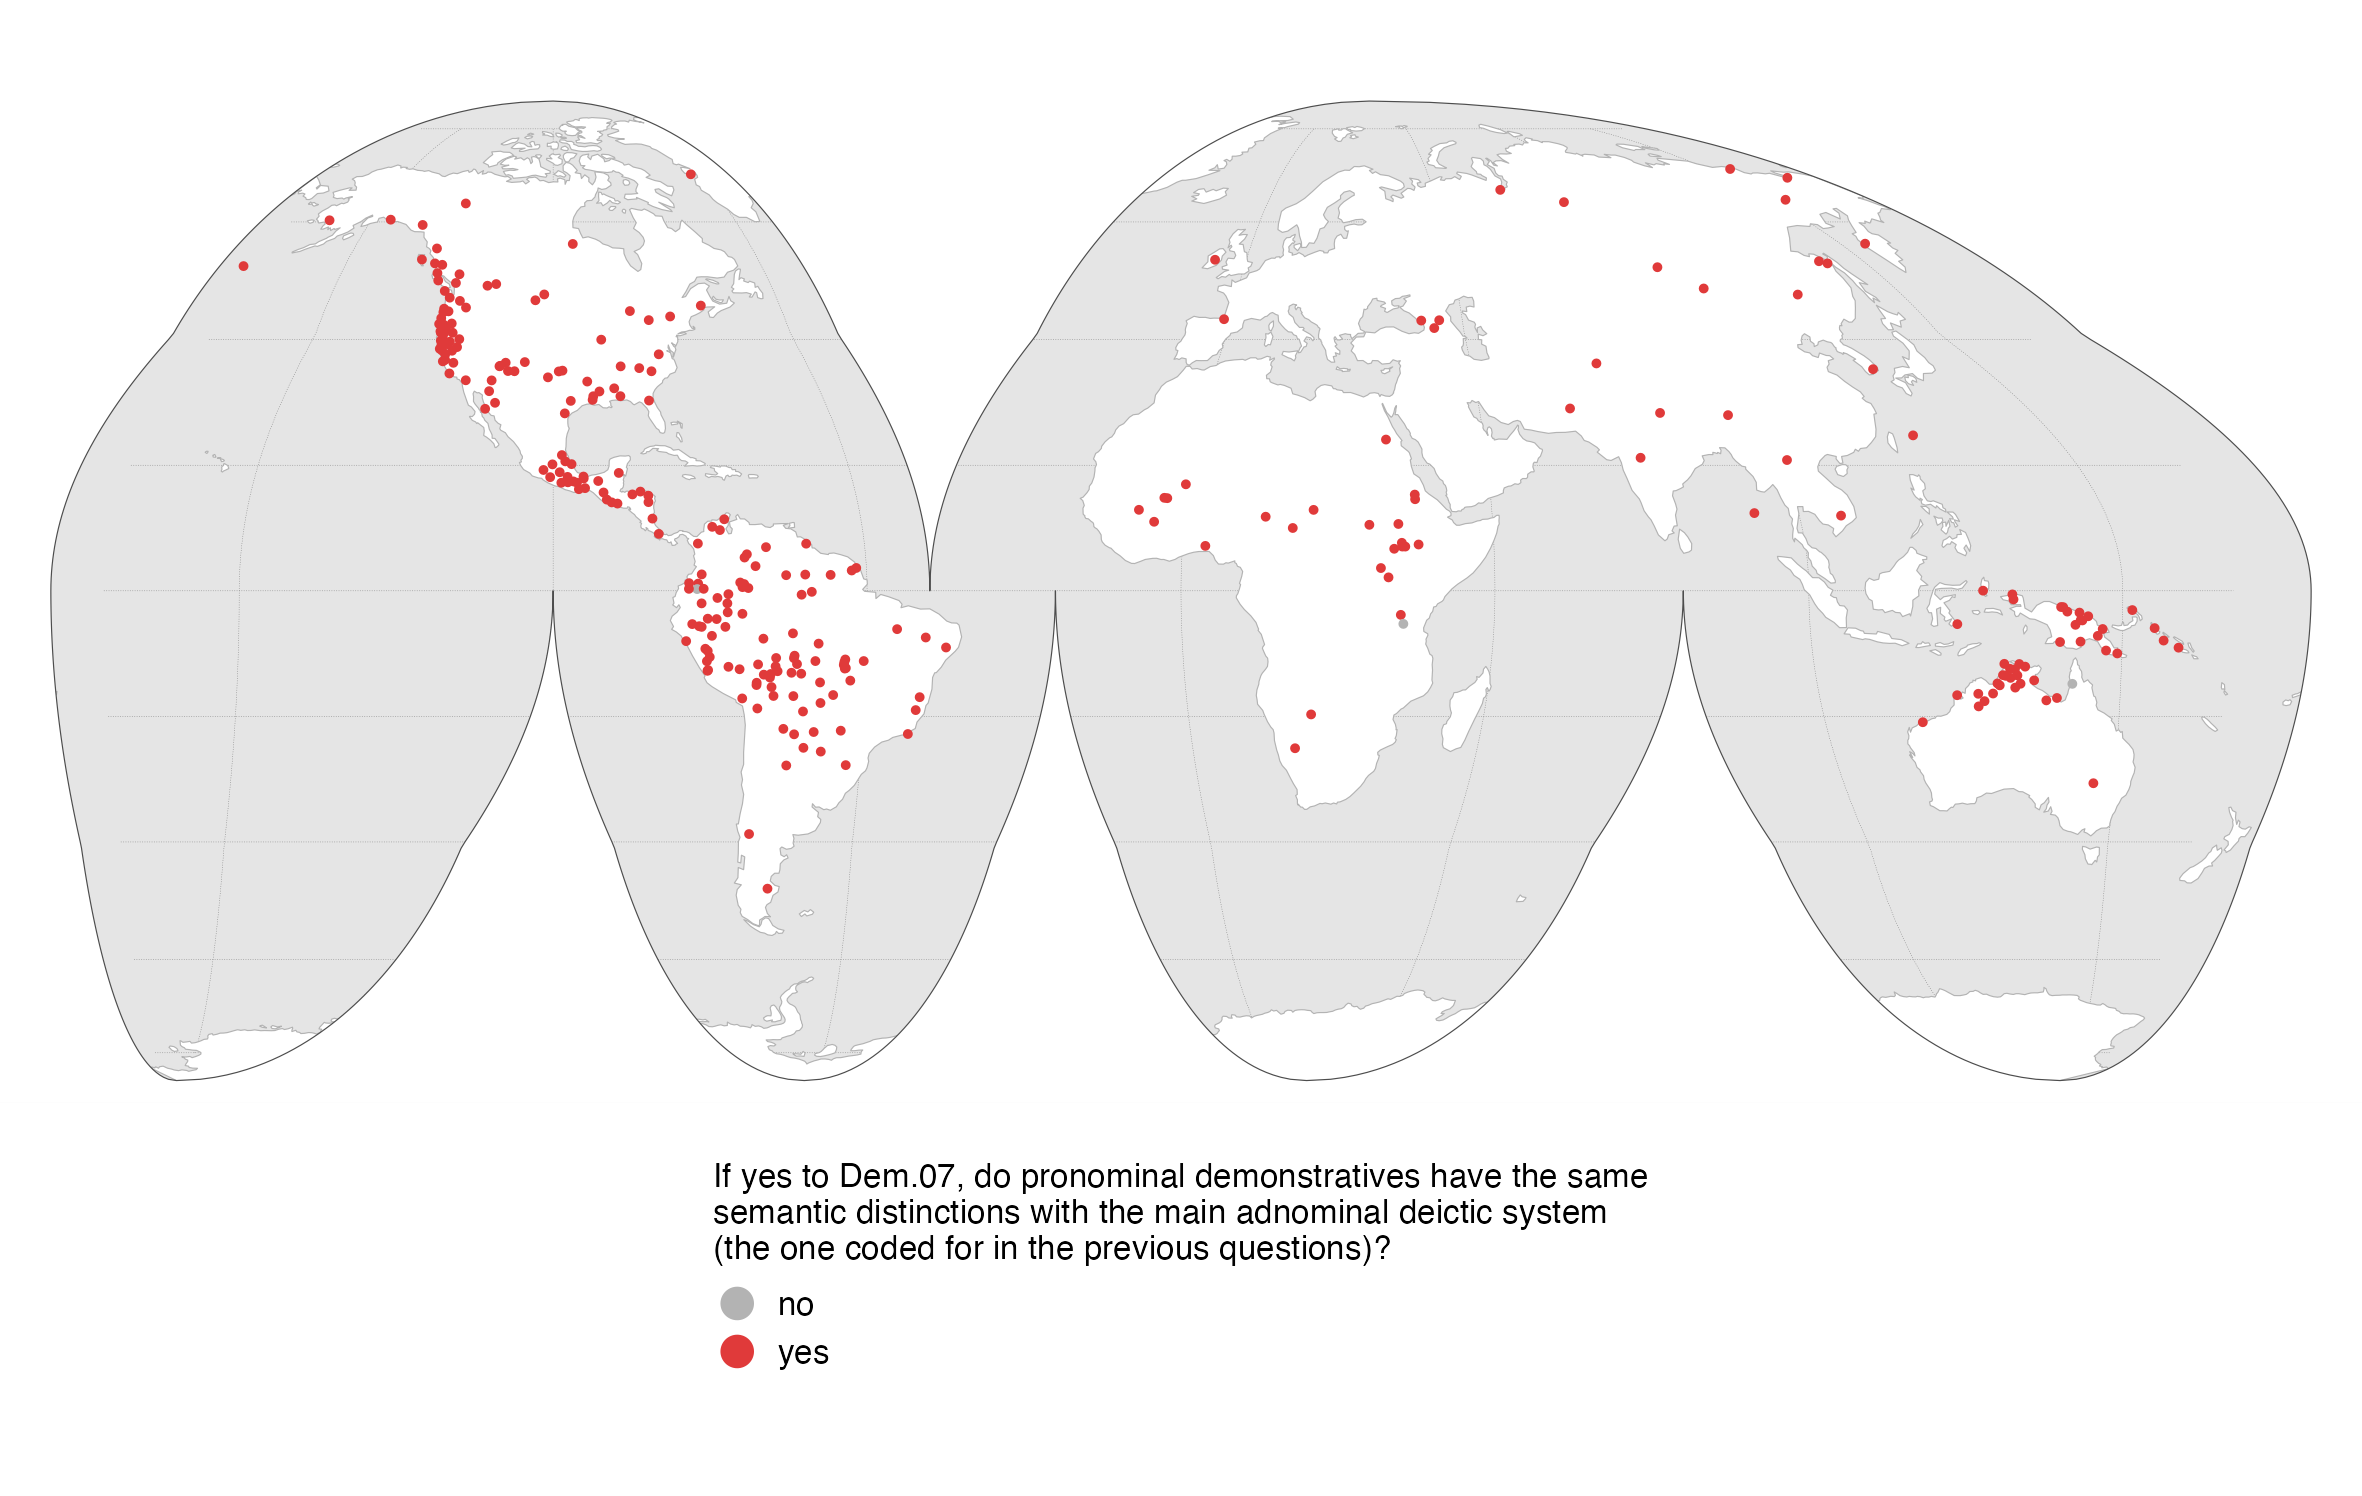 If yes to Dem.07, do pronominal demonstratives have the same
semantic distinctions with the main adnominal deictic system
(the one coded for in the previous questions)?
no
yes